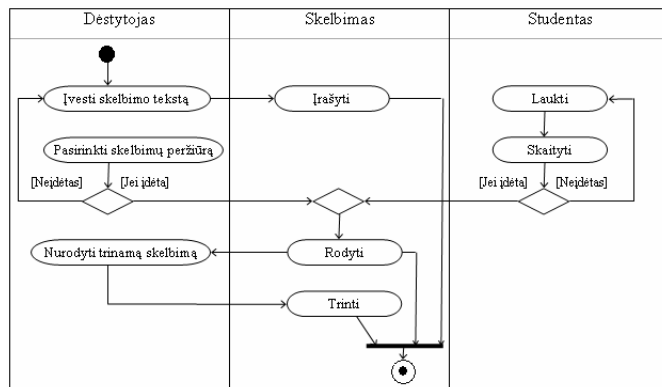 Dėstytojas Skelbimas Studentas
Įvesti skelbimo tekstą Įrašyti Laukti
Pasirinkti skelbimų peržiūrą Skaityti
[Neįdėtas] [Jei įdėta] [Jei įdėta] [Neįdėtas]
Nurodyti trinamą skelbimą Rodyti
Trinti